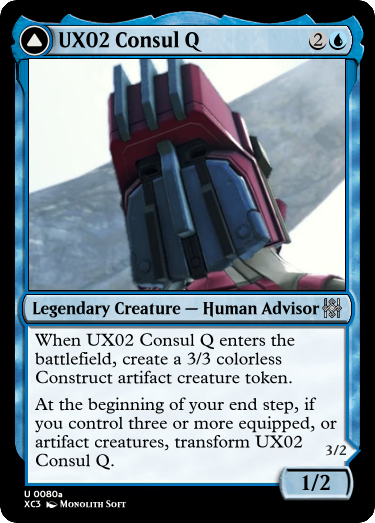 UX02 Consul Q
2
Legendary Creature — Human Advisor
When UX02 Consul Q enters the
battlefield, create a 3/3 colorless
Construct artifact creature token.
At the beginning of your end step, if
you control three or more equipped, or
artifact creatures, transform UX02
Consul Q.
3/2
1/2
U 0080a
XC3 Monolith Soft